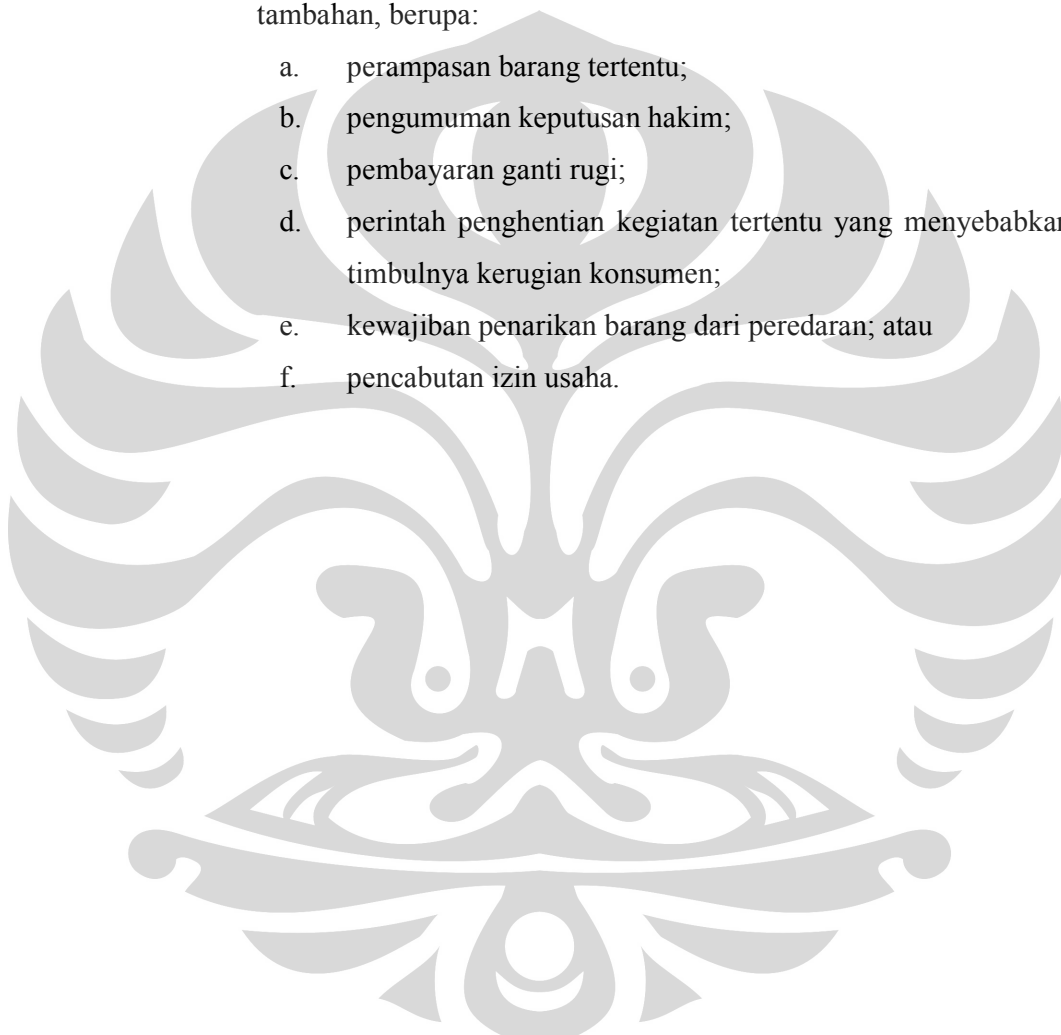 tambahan, berupa:
a. perampasan barang tertentu;
b. pengumuman keputusan hakim;
c. pembayaran ganti rugi;
d. perintah penghentian kegiatan tertentu yang menyebabkan
timbulnya kerugian konsumen;
e. kewajiban penarikan barang dari peredaran; atau
f. pencabutan izin usaha.